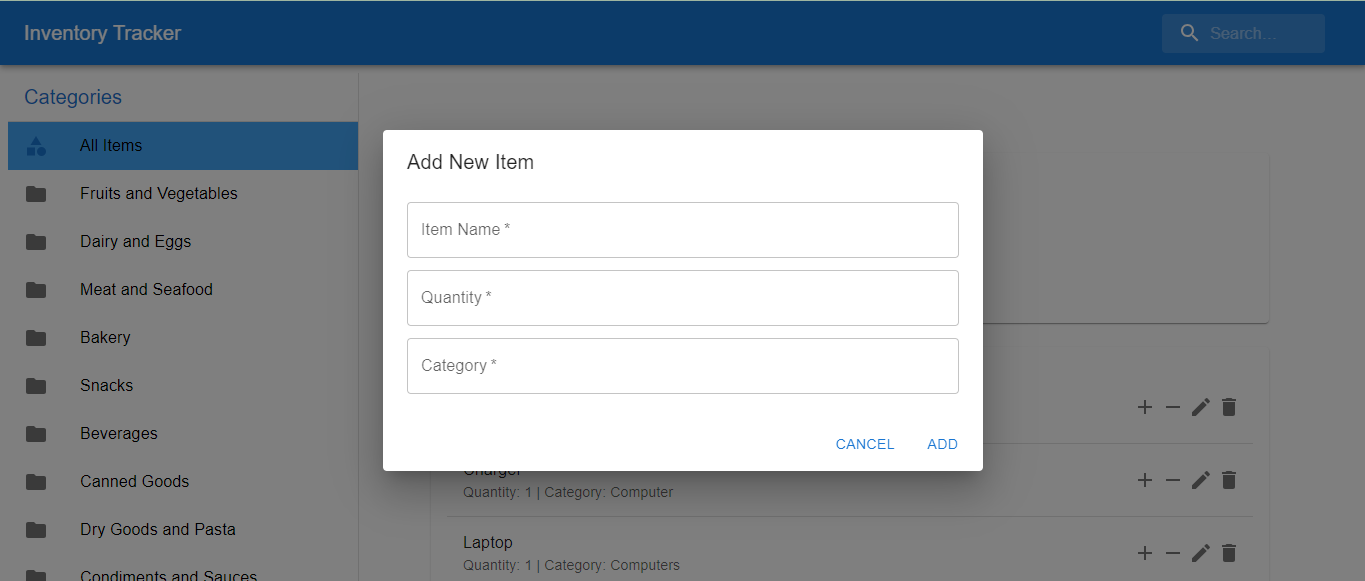 Inventory Tracker
Search...
Categories
All Items
Fruits and Vegetables
Dairy and Eggs
Meat and Seafood
Bakery
Snacks
Beverages
Canned Goods
Dry Goods and Pasta
Condiments and Sauces
Add New Item
Item Name *
Quantity *
Category *
CANCEL
ADD
Charger
Quantity: 1 | Category: Computer
Laptop
Quantity: 1 | Category: Computers